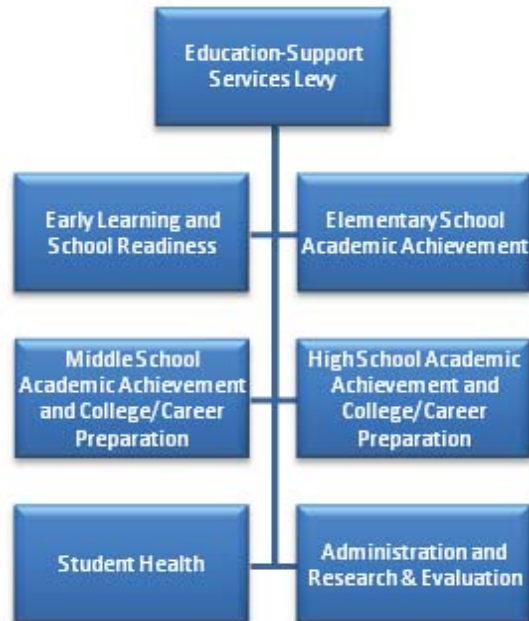 Education-Support
Services Levy
Early Learning and
School Readiness
Elementary School
Academic Achievement
Middle School
Academic Achievement
and College/Career
Preparation
High School Academic
Achievement and
College/Career
Preparation
Student Health
Administration and
Research & Evaluation